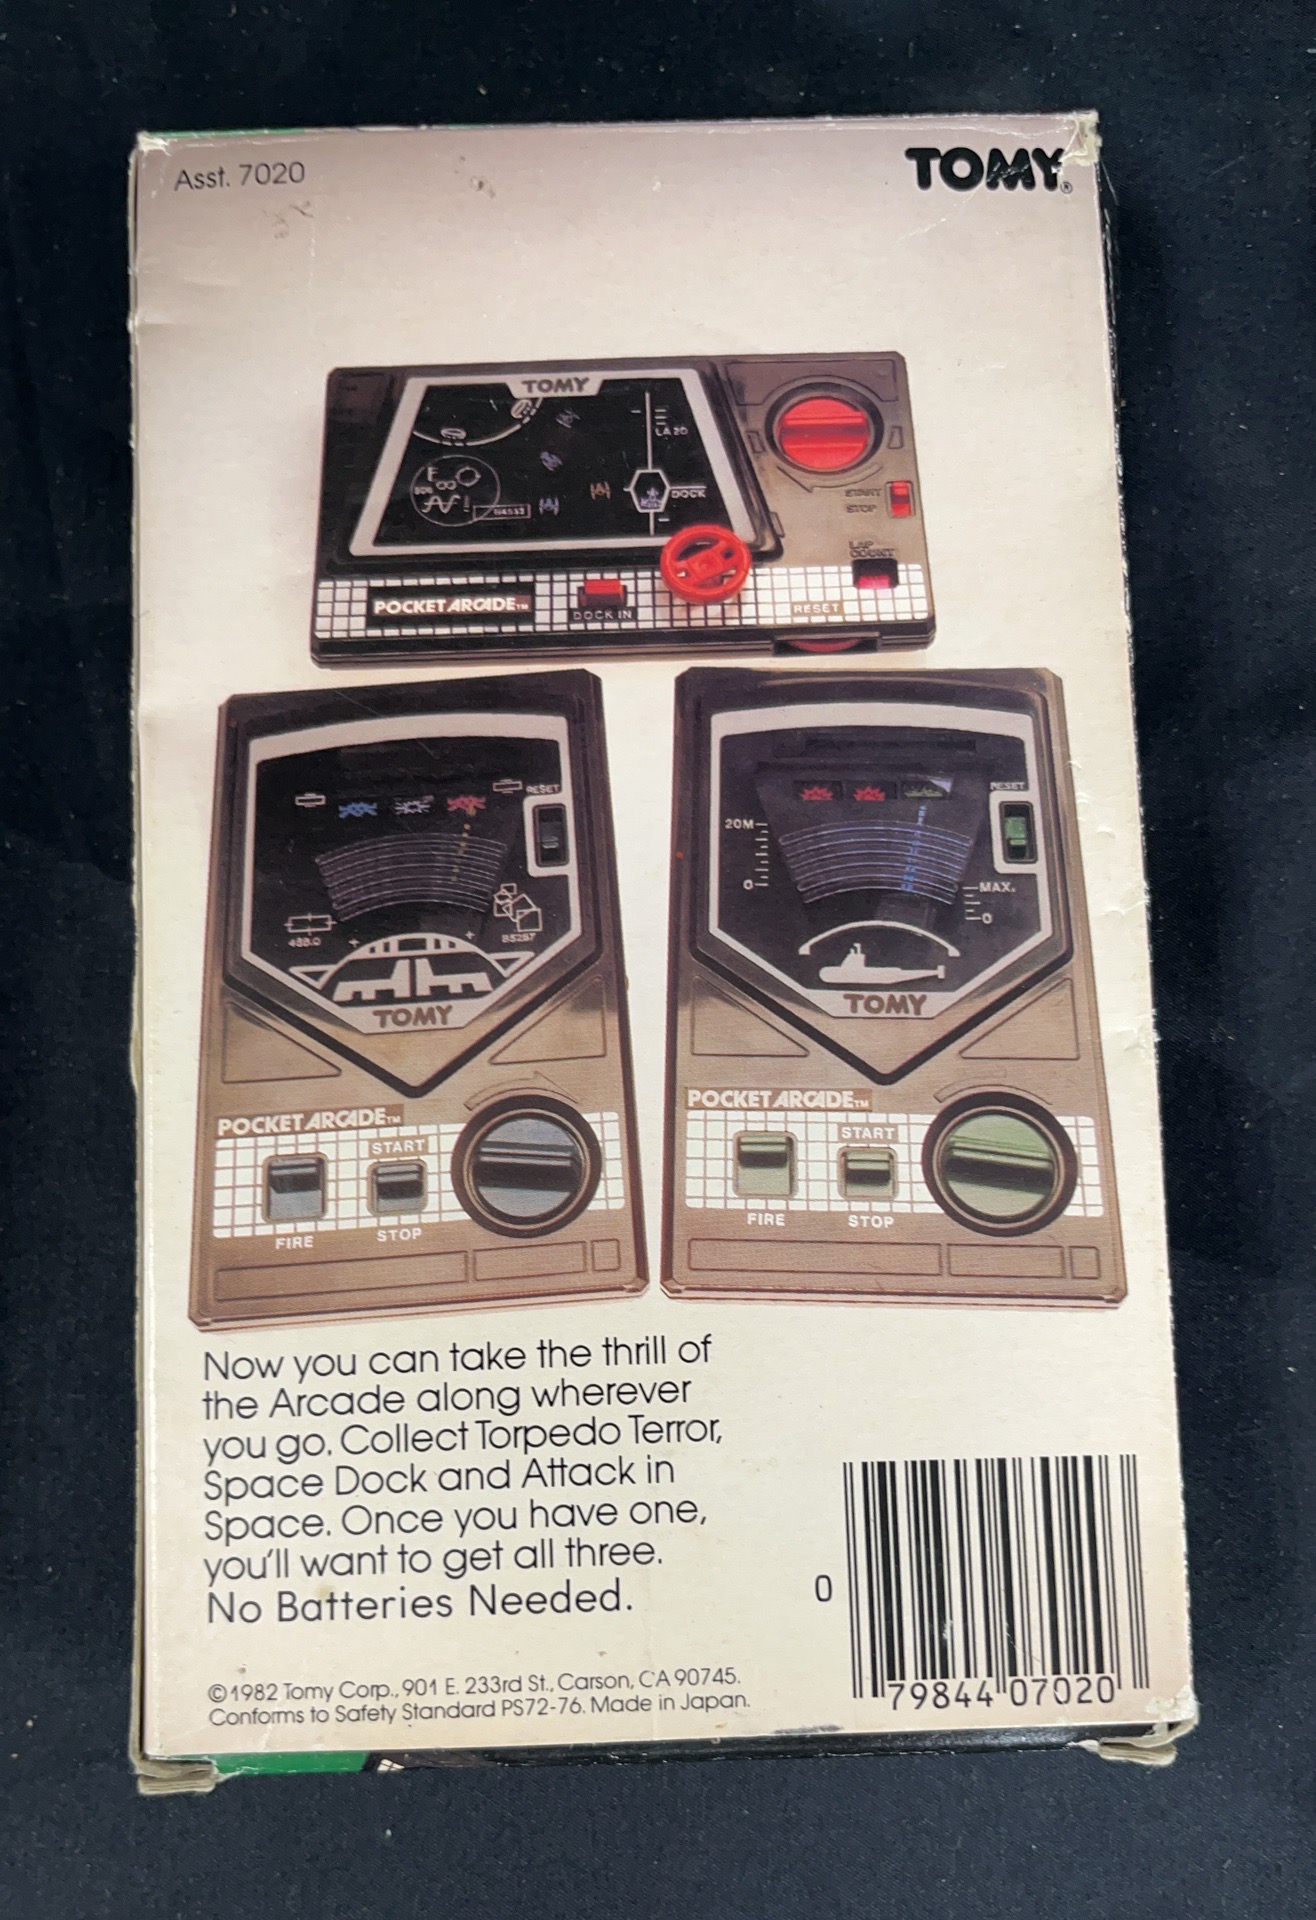 Asst. 7020
TOMY®
TOMY
LA 20
DOCK
START
STOP
LAP
COUNT
POCKET ARCADE™
DOCK IN
RESET
RESET
TOMY
POCKET ARCADE™
START
FIRE
STOP
RESET
20M
0
MAX.
0
TOMY
POCKET ARCADE™
START
FIRE
STOP
Now you can take the thrill of
the Arcade along wherever
you go. Collect Torpedo Terror,
Space Dock and Attack in
Space. Once you have one,
you'll want to get all three.
No Batteries Needed.
©1982 Tomy Corp., 901 E. 233rd St., Carson, CA 90745.
Conforms to Safety Standard PS72-76. Made in Japan.
0 79844 07020